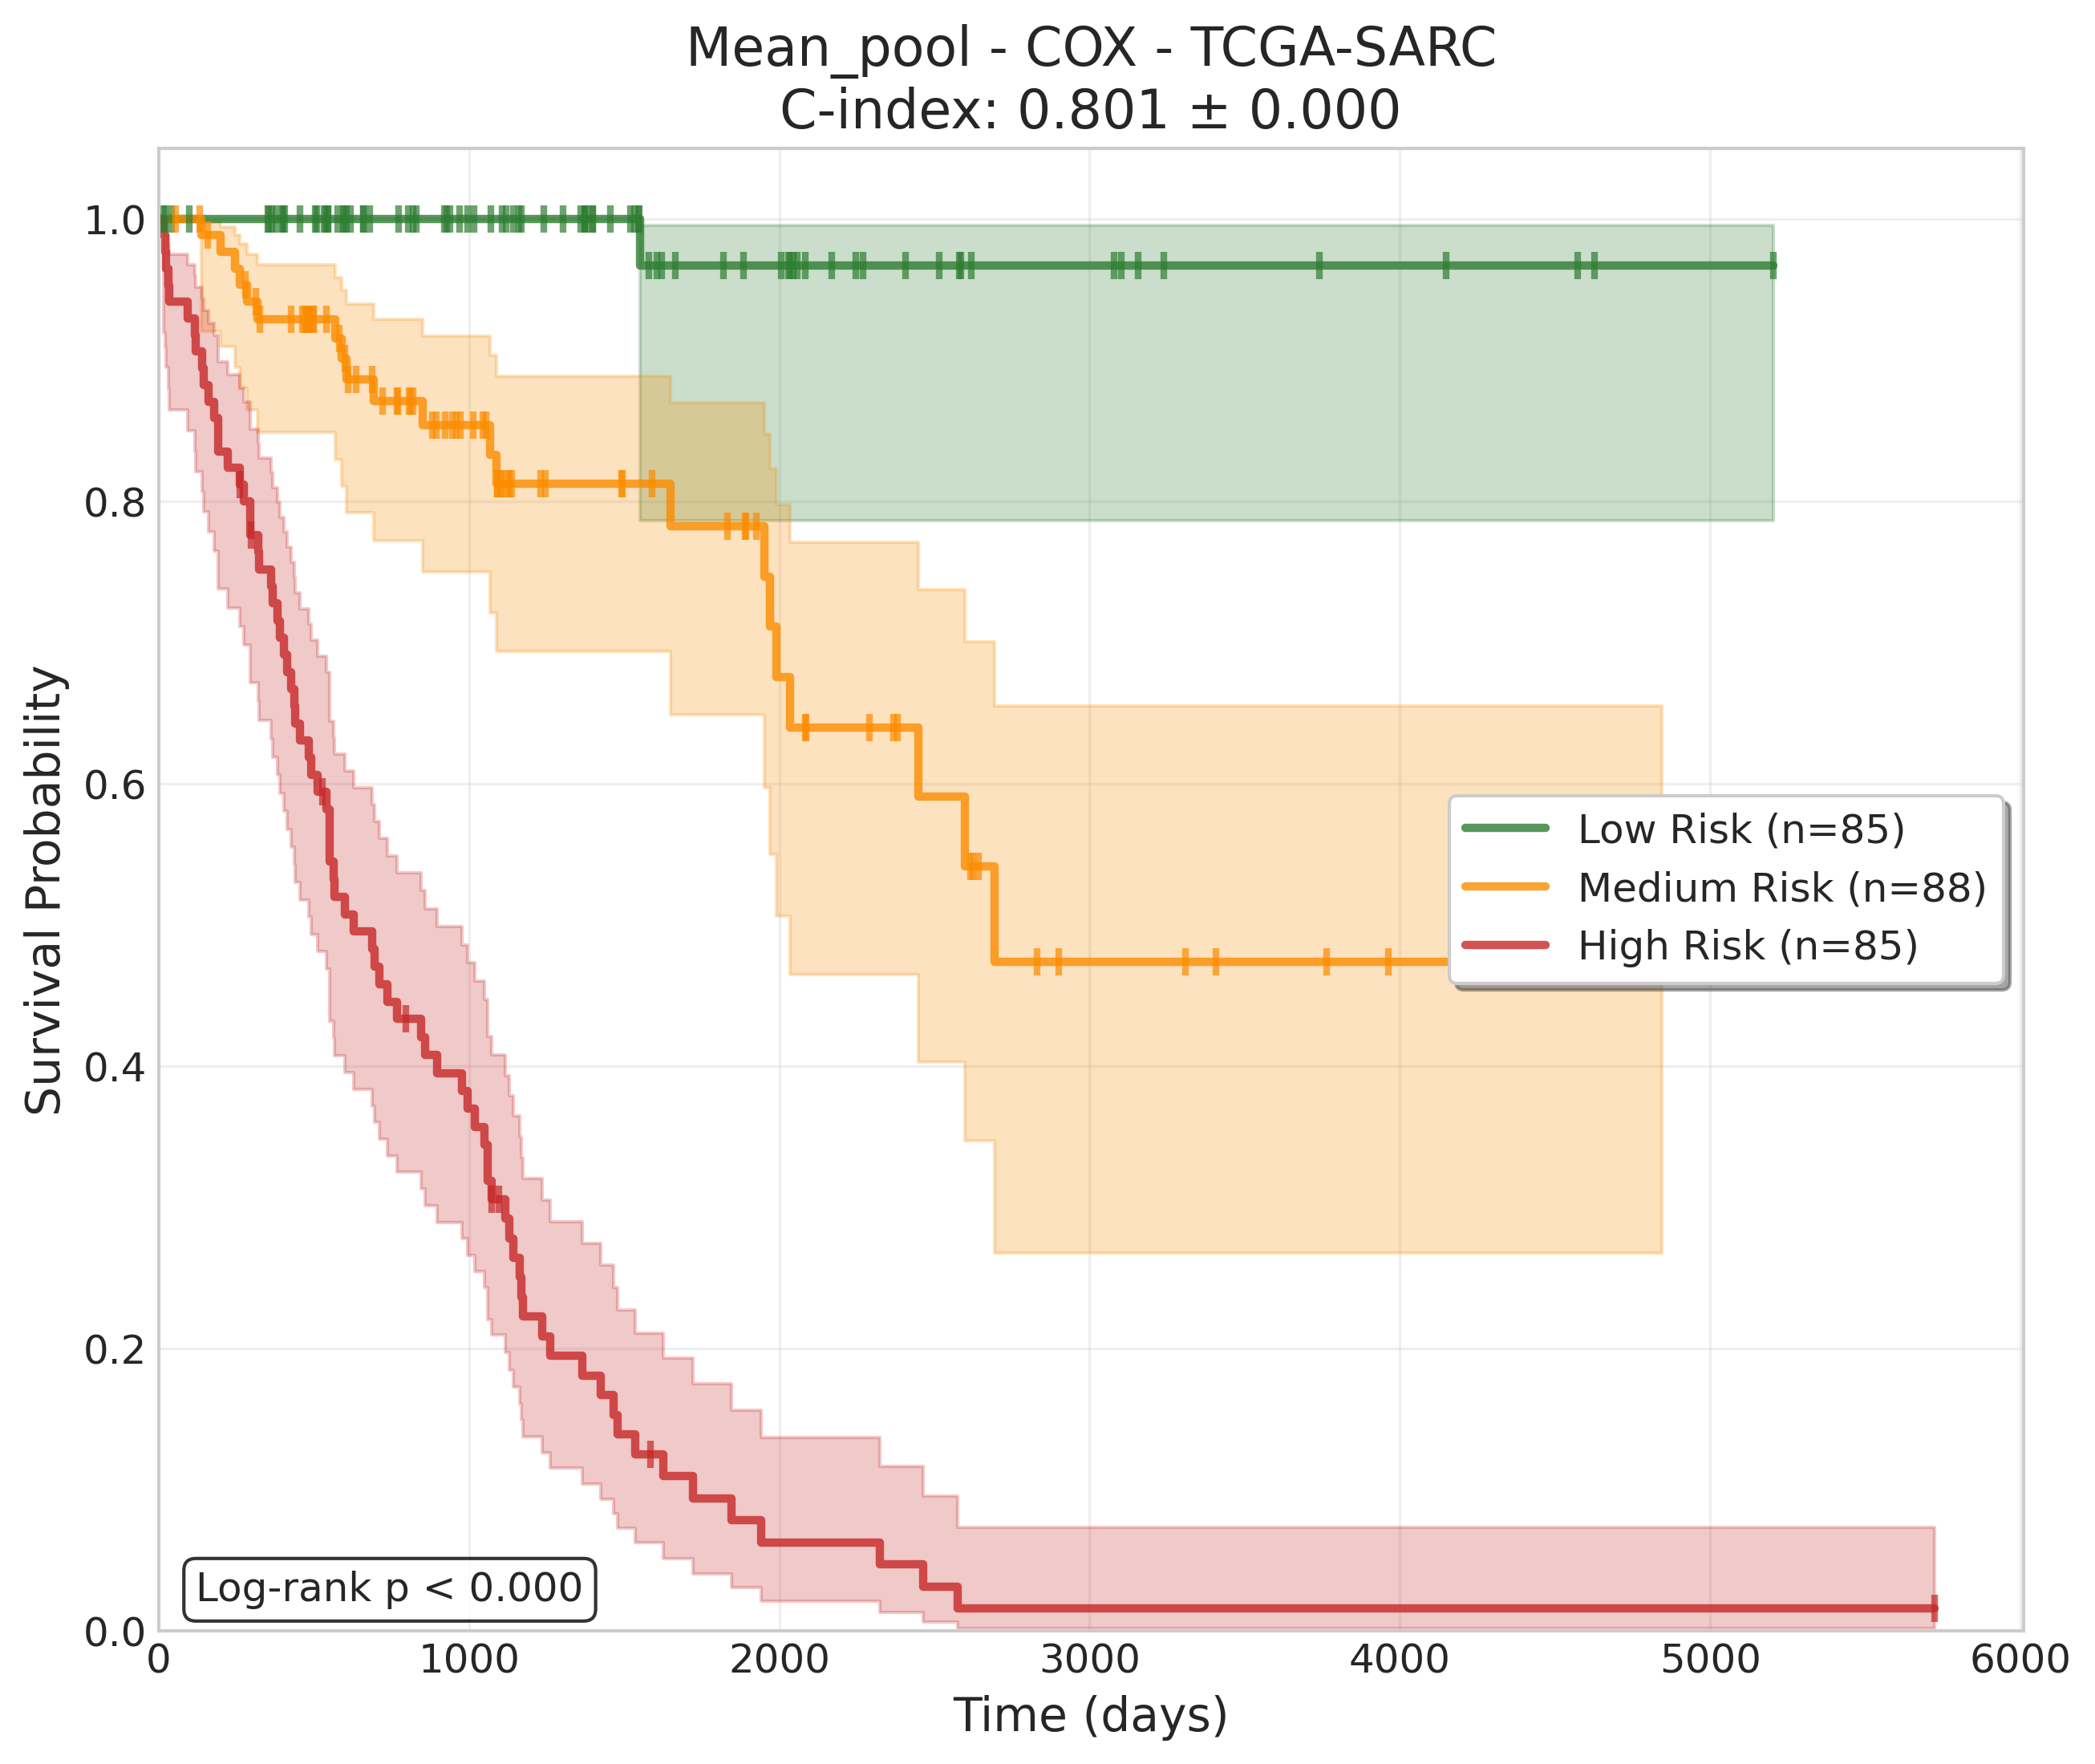 Mean_pool - COX - TCGA-SARC
C-index: 0.801 ± 0.000
Survival Probability
1.0
0.8
0.6
0.4
0.2
0.0
Low Risk (n=85)
Medium Risk (n=88)
High Risk (n=85)
Log-rank p < 0.000
0 1000 2000 3000 4000 5000 6000
Time (days)